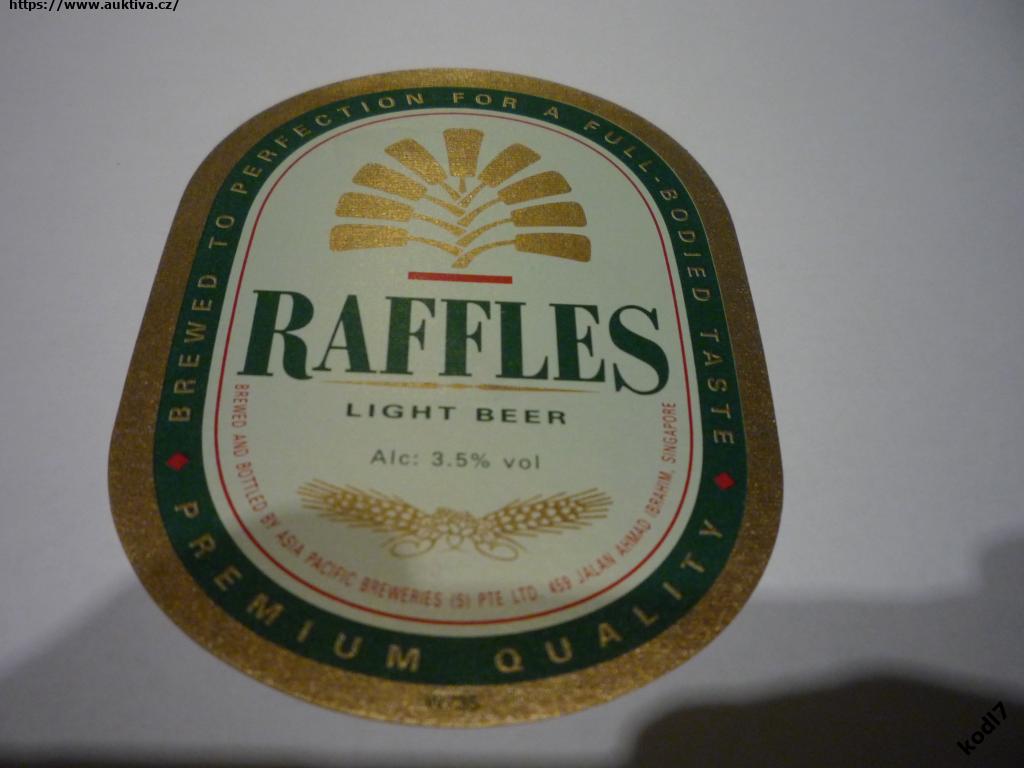 https://www.auktiva.cz/
BREWED TO PERFECTION FOR A FULL-BODIED TASTE
RAFFLES
LIGHT BEER
Alc: 3.5% vol
BREWED AND BOTTLED BY ASIA PACIFIC BREWERIES (S) PTE LTD. 459 JALAN AHMAD IBRAHIM, SINGAPORE
PREMIUM QUALITY
kodl7